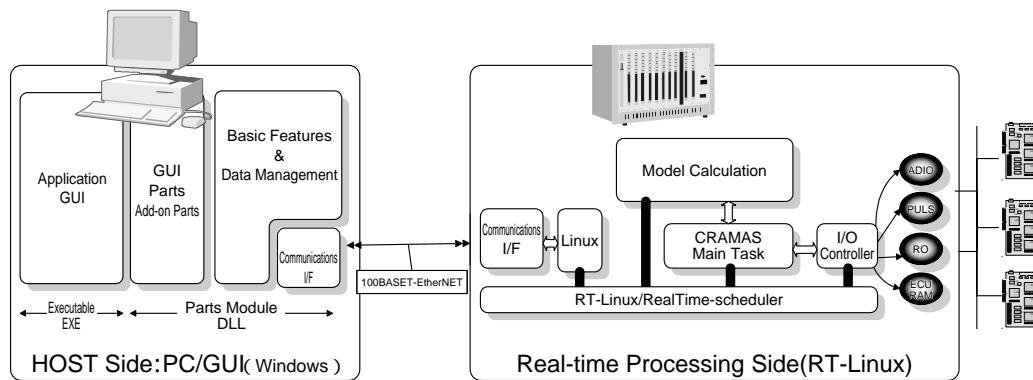 Application
GUI
GUI
Parts
Add-on Parts
Basic Features
&
Data Management
Communications
I/F
Executable
EXE
Parts Module
DLL
HOST Side:PC/GUI( Windows )
100BASET-EtherNET
Communications
I/F
Linux
Model Calculation
CRAMAS
Main Task
I/O
Controller
RT-Linux/RealTime-scheduler
ADIO
PULS
RO
ECU
RAM
Real-time Processing Side(RT-Linux)